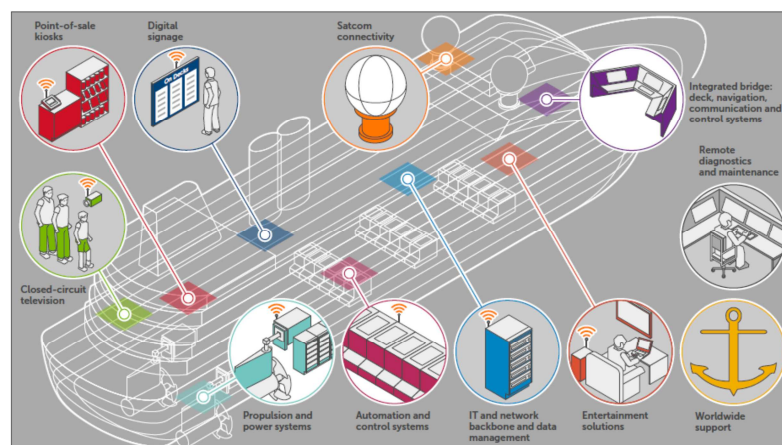 Point-of-sale
kiosks
Digital
signage
Satcom
connectivity
Integrated bridge:
deck, navigation,
communication and
control systems
On Decks
Remote
diagnostics
and maintenance
Closed-circuit
television
Propulsion and
power systems
Automation and
control systems
IT and network
backbone and data
management
Entertainment
solutions
Worldwide
support